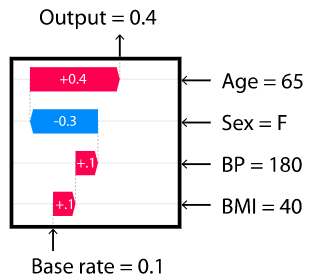 Output = 0.4
+0.4
Age = 65
-0.3
Sex = F
+.1
BP = 180
+.1
BMI = 40
Base rate = 0.1